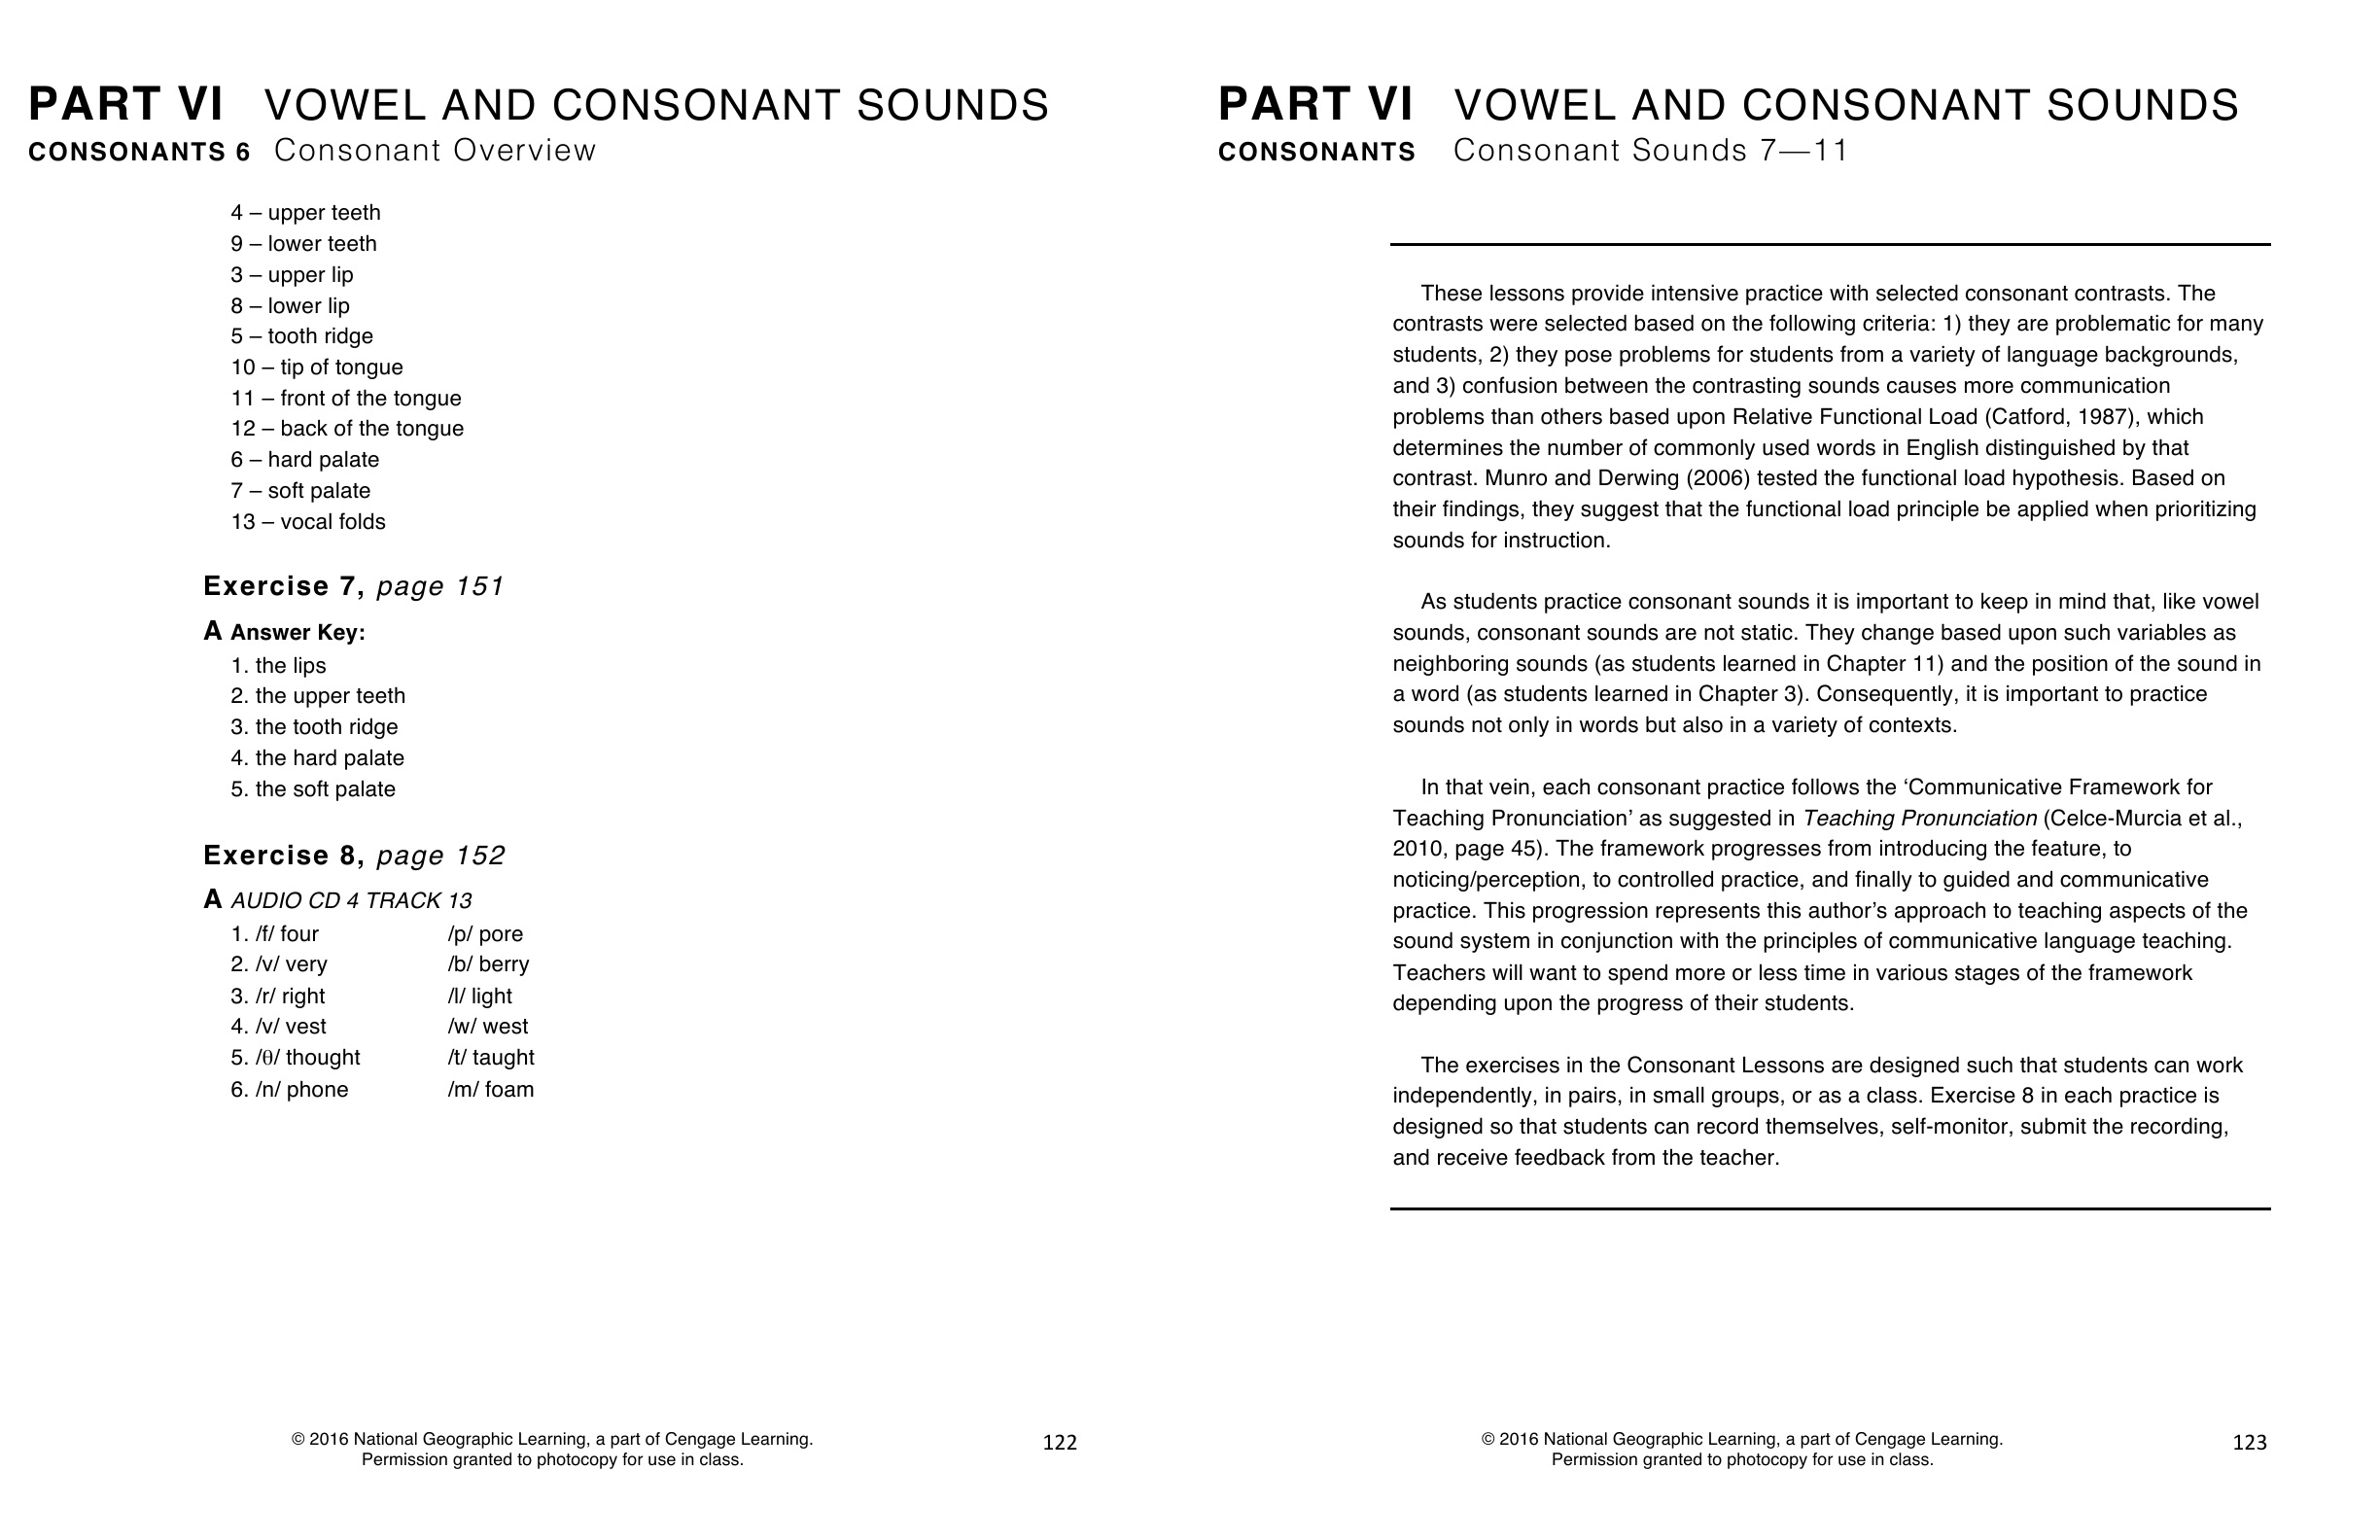 PART VI VOWEL AND CONSONANT SOUNDS
CONSONANTS 6 Consonant Overview
4 – upper teeth
9 – lower teeth
3 – upper lip
8 – lower lip
5 – tooth ridge
10 – tip of tongue
11 – front of the tongue
12 – back of the tongue
6 – hard palate
7 – soft palate
13 – vocal folds
Exercise 7, page 151
A Answer Key:
1. the lips
2. the upper teeth
3. the tooth ridge
4. the hard palate
5. the soft palate
Exercise 8, page 152
A AUDIO CD 4 TRACK 13
1. /f/ four /p/ pore
2. /v/ very /b/ berry
3. /r/ right /l/ light
4. /v/ vest /w/ west
5. /θ/ thought /t/ taught
6. /n/ phone /m/ foam
© 2016 National Geographic Learning, a part of Cengage Learning.
Permission granted to photocopy for use in class.
122
PART VI VOWEL AND CONSONANT SOUNDS
CONSONANTS Consonant Sounds 7—11
These lessons provide intensive practice with selected consonant contrasts. The
contrasts were selected based on the following criteria: 1) they are problematic for many
students, 2) they pose problems for students from a variety of language backgrounds,
and 3) confusion between the contrasting sounds causes more communication
problems than others based upon Relative Functional Load (Catford, 1987), which
determines the number of commonly used words in English distinguished by that
contrast. Munro and Derwing (2006) tested the functional load hypothesis. Based on
their findings, they suggest that the functional load principle be applied when prioritizing
sounds for instruction.
As students practice consonant sounds it is important to keep in mind that, like vowel
sounds, consonant sounds are not static. They change based upon such variables as
neighboring sounds (as students learned in Chapter 11) and the position of the sound in
a word (as students learned in Chapter 3). Consequently, it is important to practice
sounds not only in words but also in a variety of contexts.
In that vein, each consonant practice follows the ‘Communicative Framework for
Teaching Pronunciation’ as suggested in Teaching Pronunciation (Celce-Murcia et al.,
2010, page 45). The framework progresses from introducing the feature, to
noticing/perception, to controlled practice, and finally to guided and communicative
practice. This progression represents this author’s approach to teaching aspects of the
sound system in conjunction with the principles of communicative language teaching.
Teachers will want to spend more or less time in various stages of the framework
depending upon the progress of their students.
The exercises in the Consonant Lessons are designed such that students can work
independently, in pairs, in small groups, or as a class. Exercise 8 in each practice is
designed so that students can record themselves, self-monitor, submit the recording,
and receive feedback from the teacher.
© 2016 National Geographic Learning, a part of Cengage Learning.
Permission granted to photocopy for use in class.
123